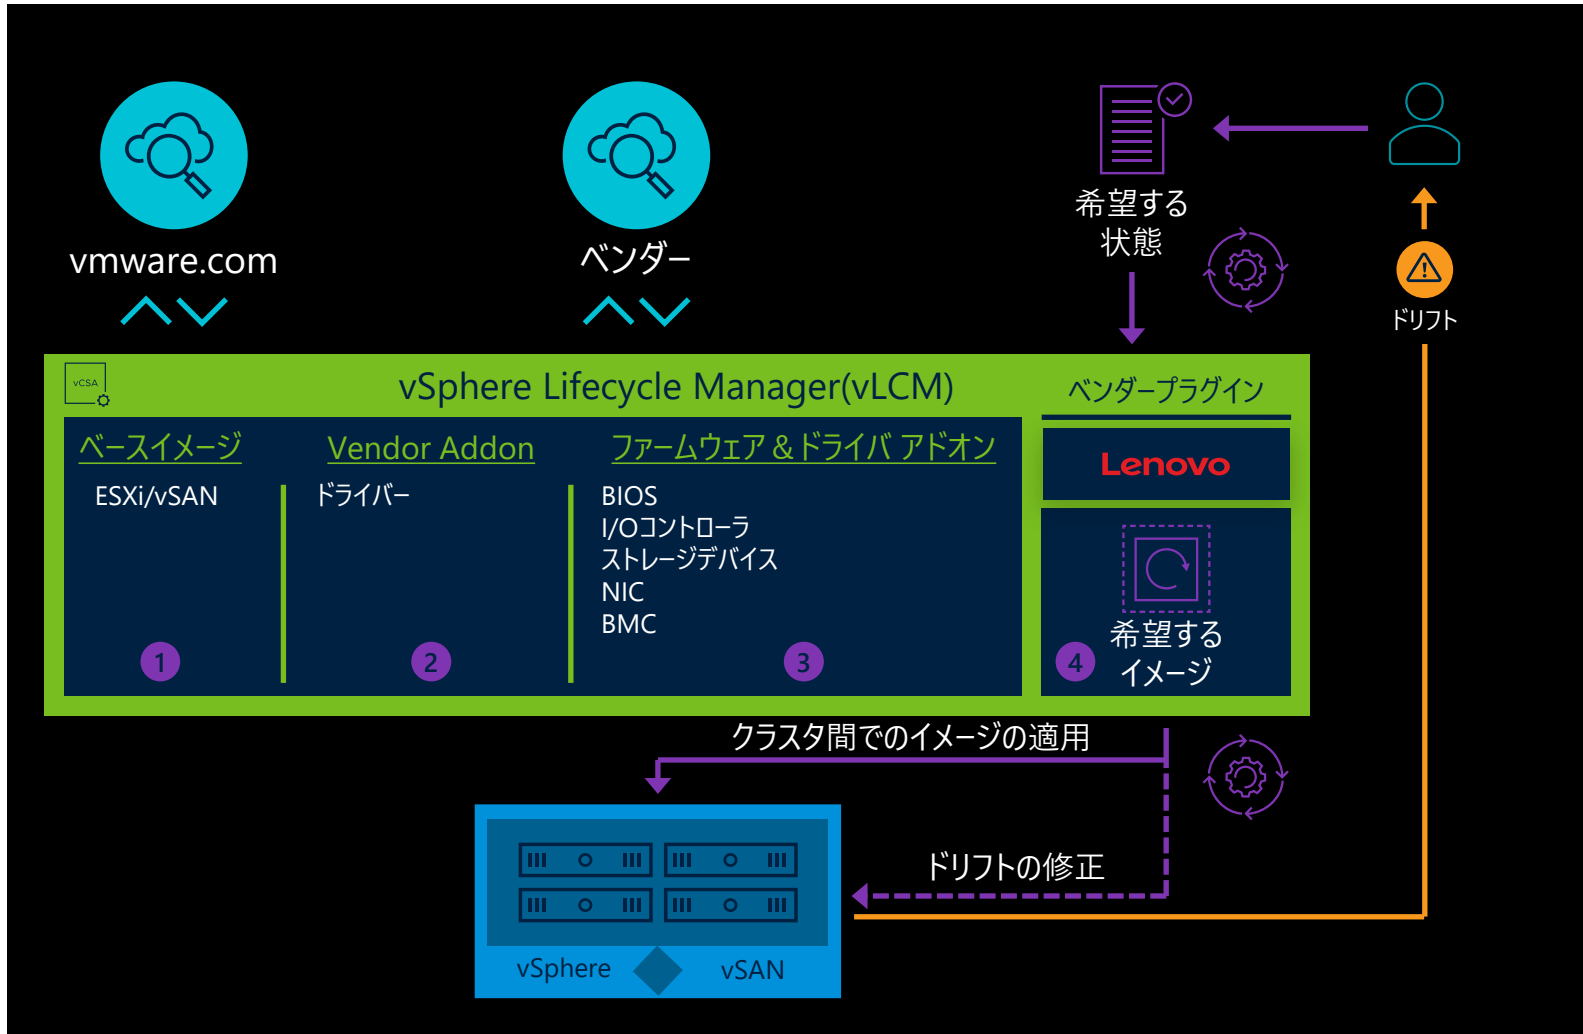 vmware.com
ベンダー
希望する
状態
ドリフト
vCSA
vSphere Lifecycle Manager(vLCM)
ベンダープラグイン
ベースイメージ
ESXi/vSAN
1
Vendor Addon
ドライバー
2
ファームウェア & ドライバ アドオン
BIOS
I/Oコントローラ
ストレージデバイス
NIC
BMC
3
Lenovo
希望する
イメージ
4
クラスタ間でのイメージの適用
ドリフトの修正
vSphere
vSAN